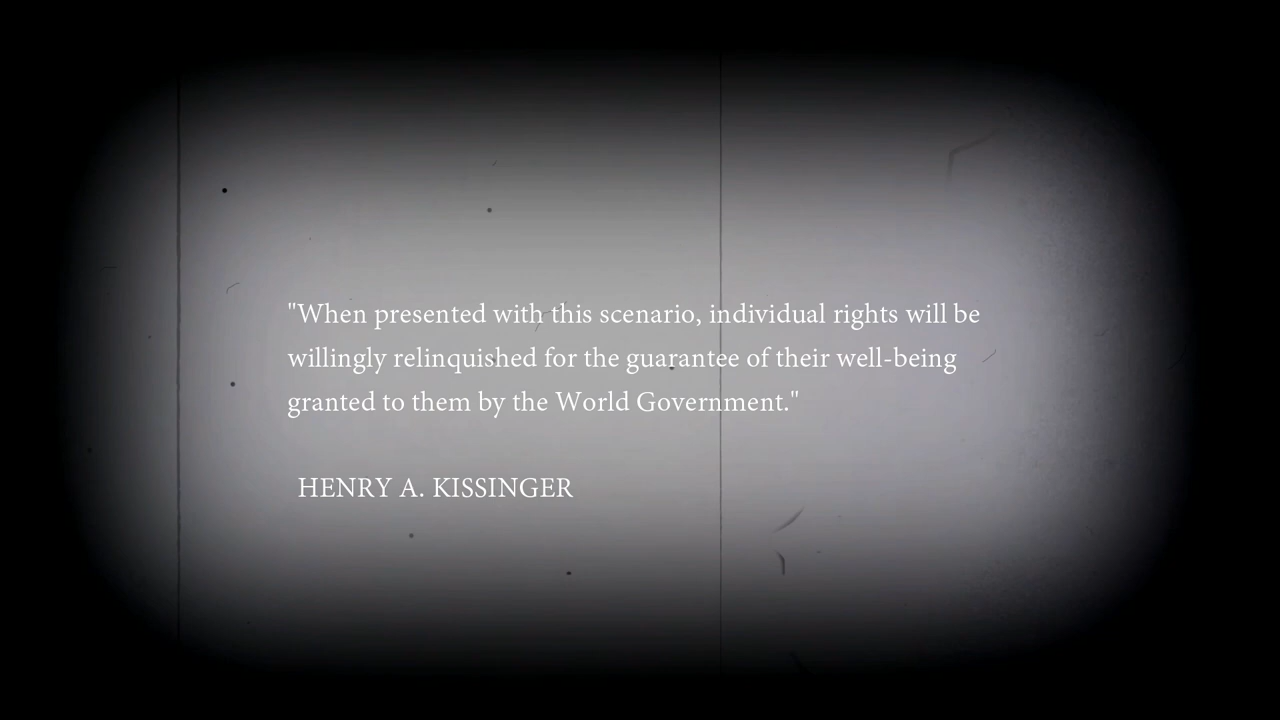 "When presented with this scenario, individual rights will be
willingly relinquished for the guarantee of their well-being
granted to them by the World Government."
HENRY A. KISSINGER